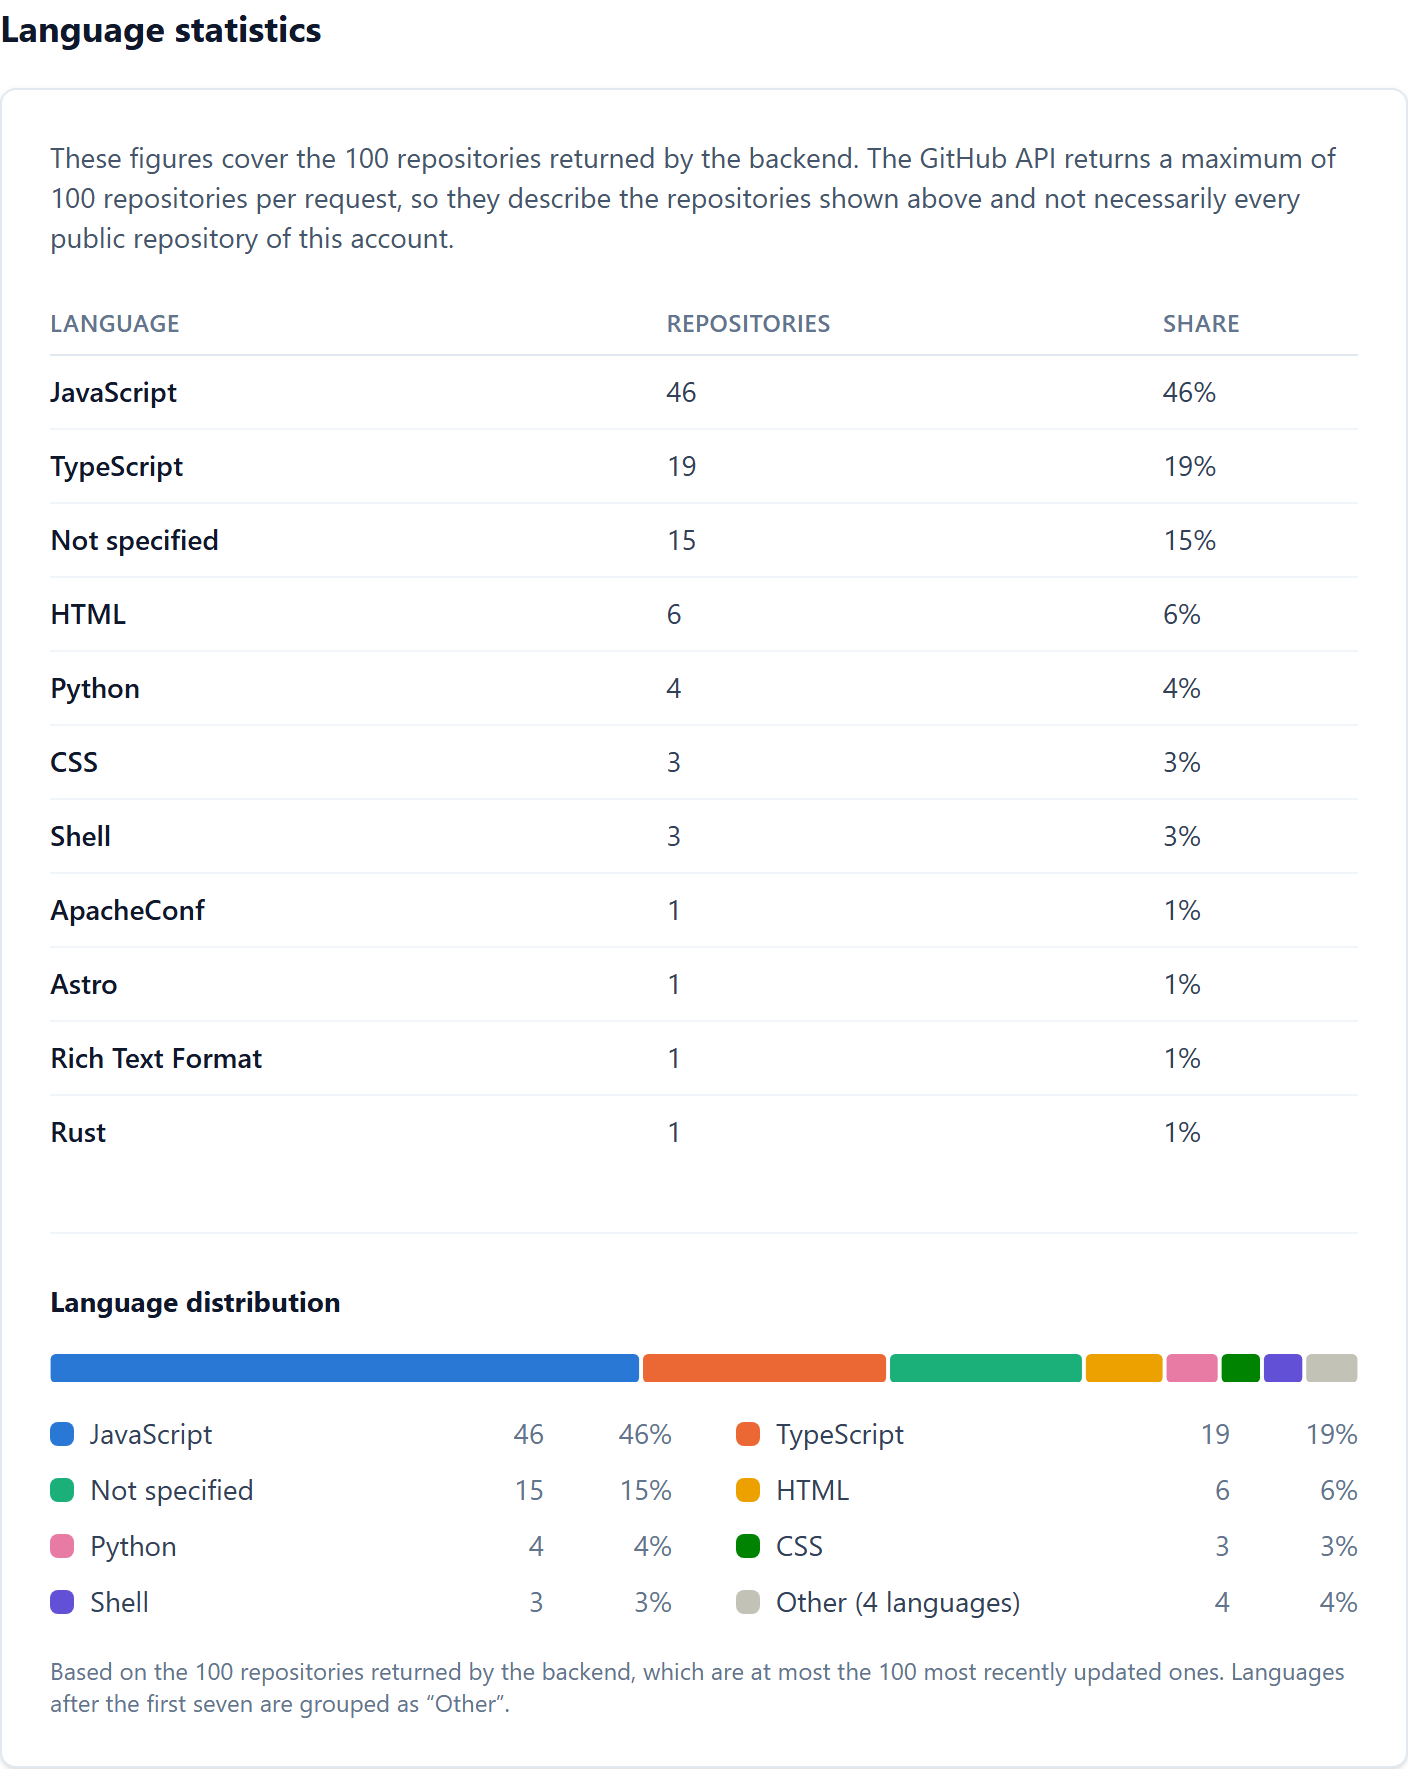 Language statistics
These figures cover the 100 repositories returned by the backend. The GitHub API returns a maximum of
100 repositories per request, so they describe the repositories shown above and not necessarily every
public repository of this account.
LANGUAGE REPOSITORIES SHARE
JavaScript 46 46%
TypeScript 19 19%
Not specified 15 15%
HTML 6 6%
Python 4 4%
CSS 3 3%
Shell 3 3%
ApacheConf 1 1%
Astro 1 1%
Rich Text Format 1 1%
Rust 1 1%
Language distribution
JavaScript 46 46% TypeScript 19 19%
Not specified 15 15% HTML 6 6%
Python 4 4% CSS 3 3%
Shell 3 3% Other (4 languages) 4 4%
Based on the 100 repositories returned by the backend, which are at most the 100 most recently updated ones. Languages
after the first seven are grouped as “Other”.